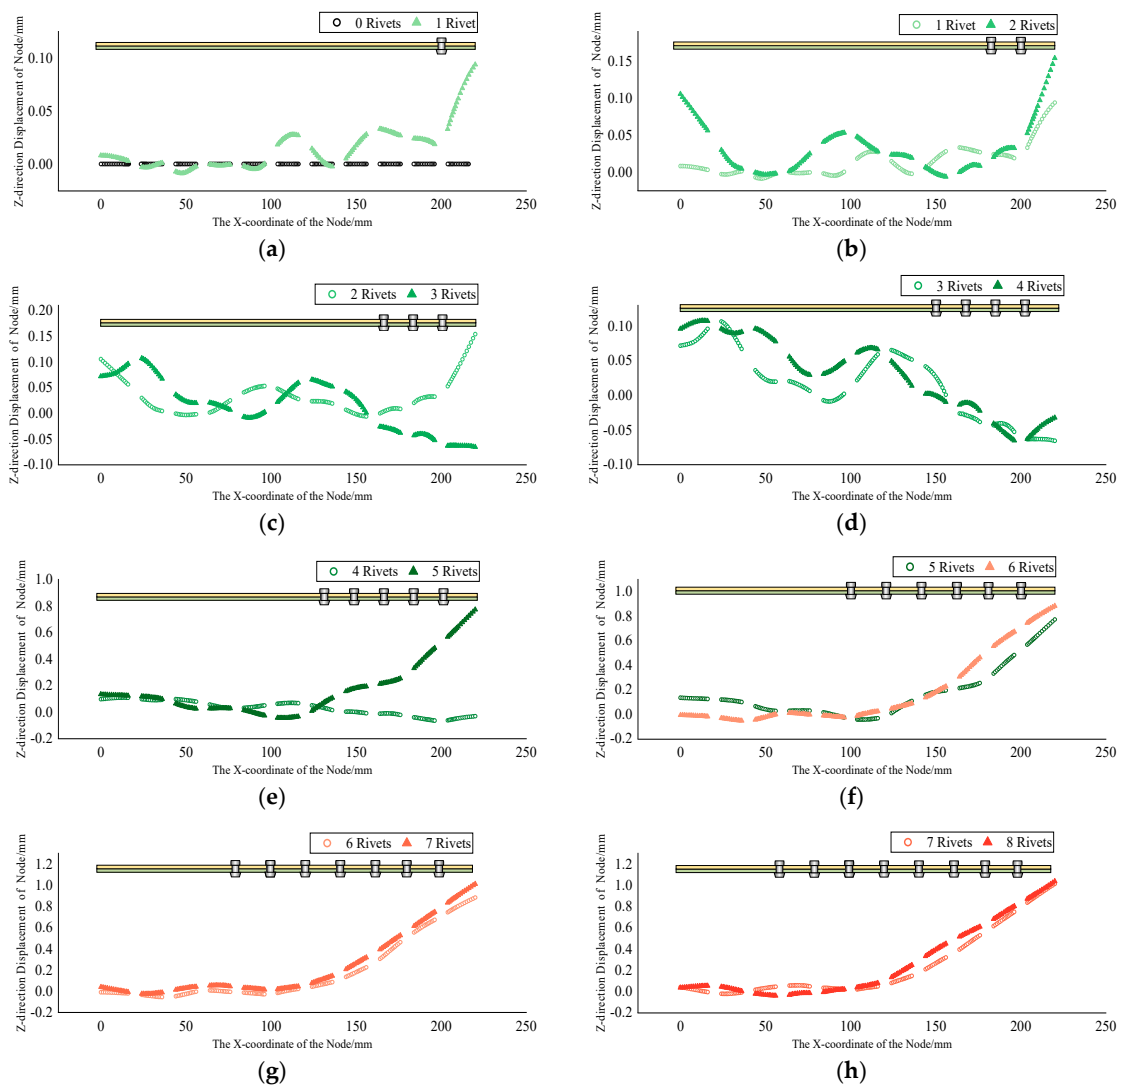 0 Rivets 1 Rivet
Z-direction Displacement of Node/mm
0.10
0.05
0.00
0 50 100 150 200 250
The X-coordinate of the Node/mm
(a)
1 Rivet 2 Rivets
Z-direction Displacement of Node/mm
0.15
0.10
0.05
0.00
0 50 100 150 200 250
The X-coordinate of the Node/mm
(b)
2 Rivets 3 Rivets
Z-direction Displacement of Node/mm
0.20
0.15
0.10
0.05
0.00
-0.05
-0.10
0 50 100 150 200 250
The X-coordinate of the Node/mm
(c)
3 Rivets 4 Rivets
Z-direction Displacement of Node/mm
0.10
0.05
0.00
-0.05
-0.10
0 50 100 150 200 250
The X-coordinate of the Node/mm
(d)
4 Rivets 5 Rivets
Z-direction Displacement of Node/mm
1.0
0.8
0.6
0.4
0.2
0.0
-0.2
0 50 100 150 200 250
The X-coordinate of the Node/mm
(e)
5 Rivets 6 Rivets
Z-direction Displacement of Node/mm
1.0
0.8
0.6
0.4
0.2
0.0
-0.2
0 50 100 150 200 250
The X-coordinate of the Node/mm
(f)
6 Rivets 7 Rivets
Z-direction Displacement of Node/mm
1.2
1.0
0.8
0.6
0.4
0.2
0.0
-0.2
0 50 100 150 200 250
The X-coordinate of the Node/mm
(g)
7 Rivets 8 Rivets
Z-direction Displacement of Node/mm
1.2
1.0
0.8
0.6
0.4
0.2
0.0
-0.2
0 50 100 150 200 250
The X-coordinate of the Node/mm
(h)